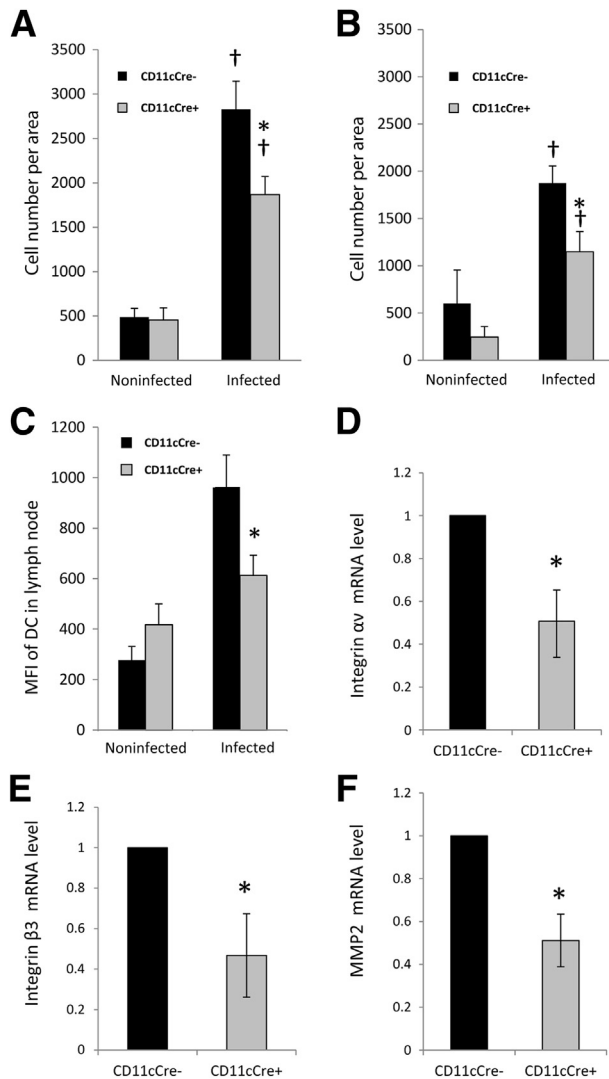 A
Cell number per area
3500
3000
2500
2000
1500
1000
500
0
CD11cCre-
CD11cCre+
†
*
†
Noninfected
Infected
B
Cell number per area
3500
3000
2500
2000
1500
1000
500
0
CD11cCre-
CD11cCre+
†
*
†
Noninfected
Infected
C
MFI of DC in lymph node
1200
1000
800
600
400
200
0
CD11cCre-
CD11cCre+
*
Noninfected
Infected
D
Integrin αv mRNA level
1.2
1
0.8
0.6
0.4
0.2
0
*
CD11cCre-
CD11cCre+
E
Integrin β3 mRNA level
1.2
1
0.8
0.6
0.4
0.2
0
*
CD11cCre-
CD11cCre+
F
MMP2 mRNA level
1.2
1
0.8
0.6
0.4
0.2
0
*
CD11cCre-
CD11cCre+